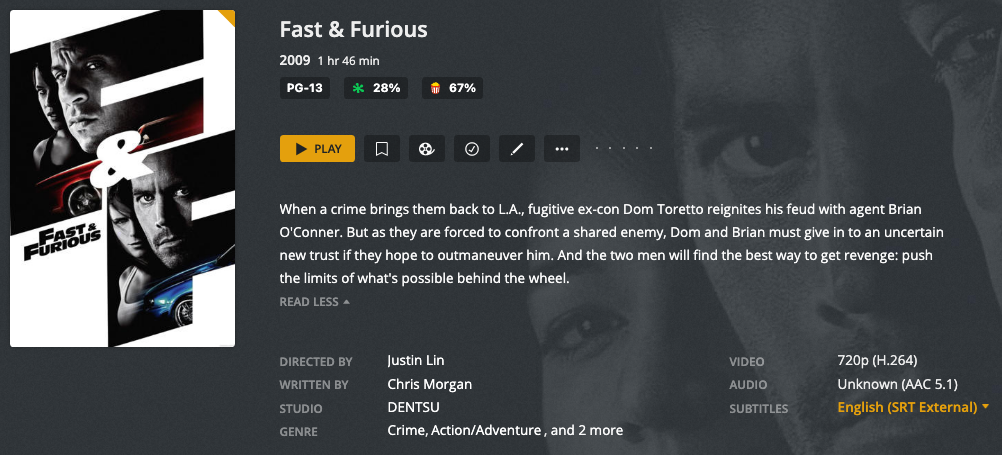 Fast & Furious
2009 1 hr 46 min
PG-13 28% 67%
PLAY
&
FAST &
FURIOUS
When a crime brings them back to L.A., fugitive ex-con Dom Toretto reignites his feud with agent Brian
O'Conner. But as they are forced to confront a shared enemy, Dom and Brian must give in to an uncertain
new trust if they hope to outmaneuver him. And the two men will find the best way to get revenge: push
the limits of what's possible behind the wheel.
READ LESS
DIRECTED BY Justin Lin
WRITTEN BY Chris Morgan
STUDIO DENTSU
GENRE Crime, Action/Adventure , and 2 more
VIDEO 720p (H.264)
AUDIO Unknown (AAC 5.1)
SUBTITLES English (SRT External)